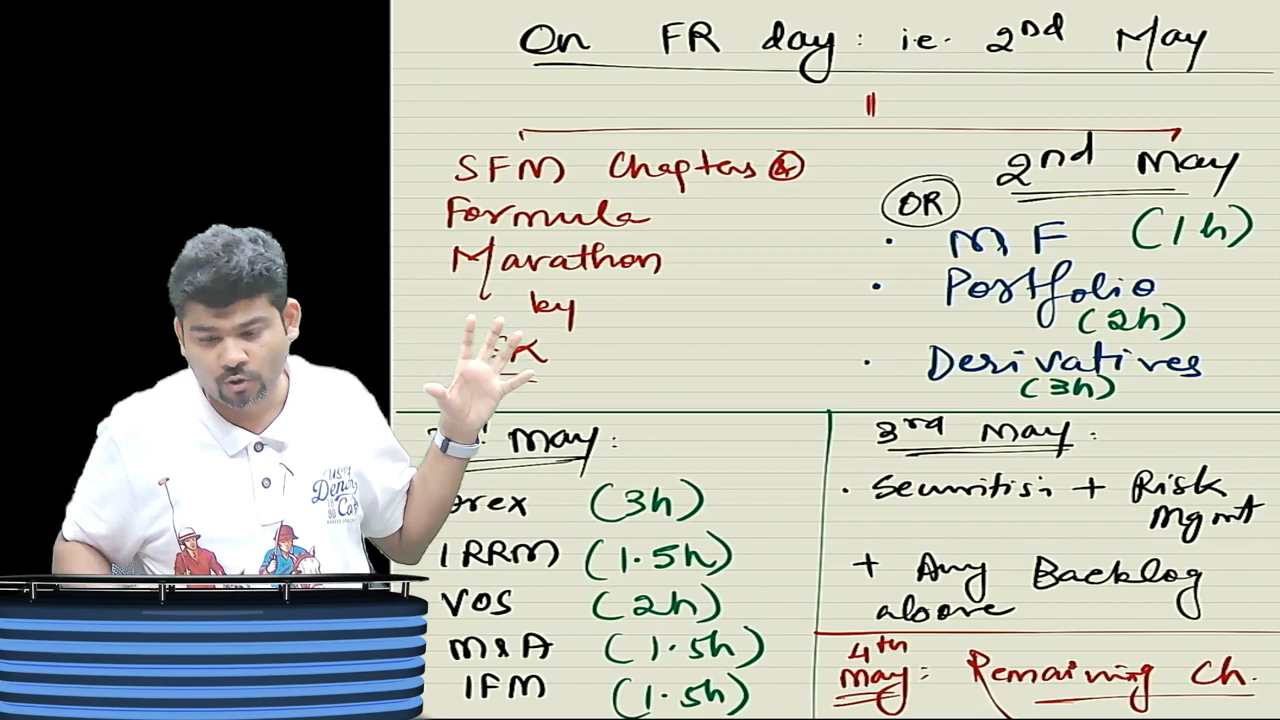 On FR day: i.e. 2nd May
||
SFM Chapters &
Formula
Marathon
by
OR
2nd May
• MF (1h)
• Portfolio
(2h)
• Derivatives
(3h)
May:
(3h)
IRRM (1.5h)
VOS (2h)
M&A (1.5h)
IFM (1.5h)
3rd May:
• Securitisn + Risk
Mgmt
+ Any Backlog
above
4th
May: Remaining Ch.